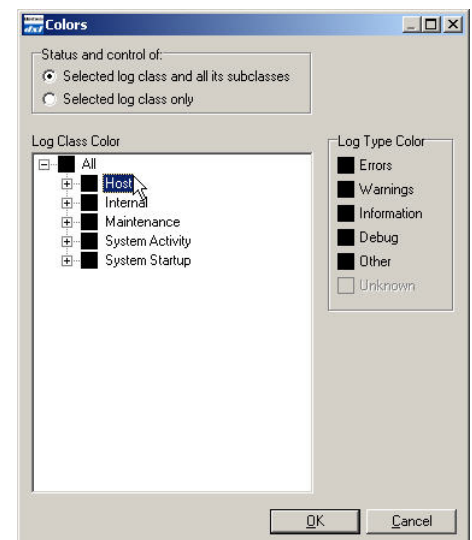 Colors
Status and control of:
Selected log class and all its subclasses
Selected log class only
Log Class Color
All
Host
Internal
Maintenance
System Activity
System Startup
Log Type Color
Errors
Warnings
Information
Debug
Other
Unknown
OK
Cancel